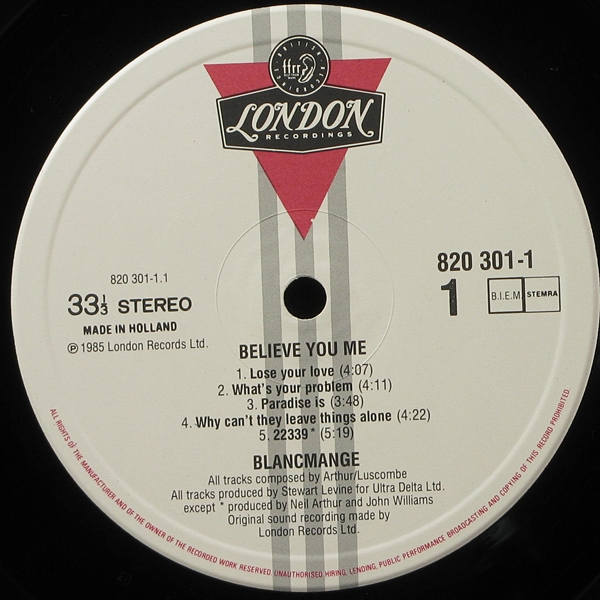 BRITISH RECORDINGS
ffrr
LONDON
RECORDINGS
820 301-1
1
B.I.E.M. STEMRA
820 301-1.1
33⅓ STEREO
MADE IN HOLLAND
℗ 1985 London Records Ltd.
BELIEVE YOU ME
1. Lose your love (4:07)
2. What's your problem (4:11)
3. Paradise is (3:48)
4. Why can't they leave things alone (4:22)
5. 22339* (5:19)
BLANCMANGE
All tracks composed by Arthur/Luscombe
All tracks produced by Stewart Levine for Ultra Delta Ltd.
except * produced by Neil Arthur and John Williams
Original sound recording made by
London Records Ltd.
ALL RIGHTS OF THE MANUFACTURER AND OF THE OWNER OF THE RECORDED WORK RESERVED. UNAUTHORISED HIRING, LENDING, PUBLIC PERFORMANCE BROADCASTING AND COPYING OF THIS RECORD PROHIBITED.